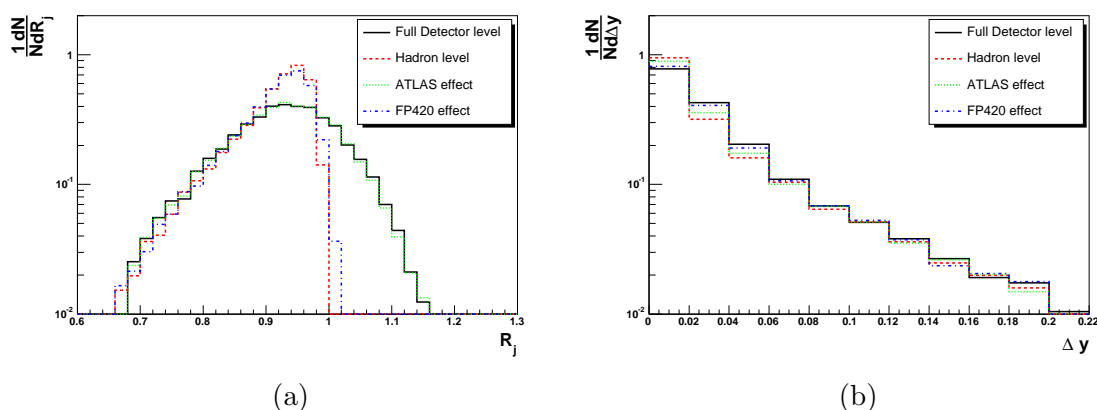 1 dN
N dR_j
Full Detector level
Hadron level
ATLAS effect
FP420 effect
1
10^-1
10^-2
0.6 0.7 0.8 0.9 1 1.1 1.2 1.3
R_j
(a)
1 dN
N dΔy
Full Detector level
Hadron level
ATLAS effect
FP420 effect
1
10^-1
10^-2
0 0.02 0.04 0.06 0.08 0.1 0.12 0.14 0.16 0.18 0.2 0.22
Δ y
(b)